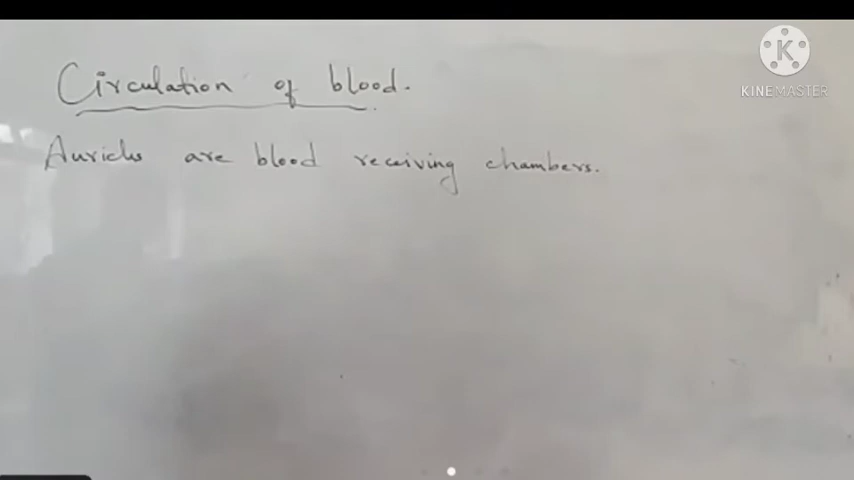 Circulation of blood.
KINEMASTER
Auricles are blood receiving chambers.